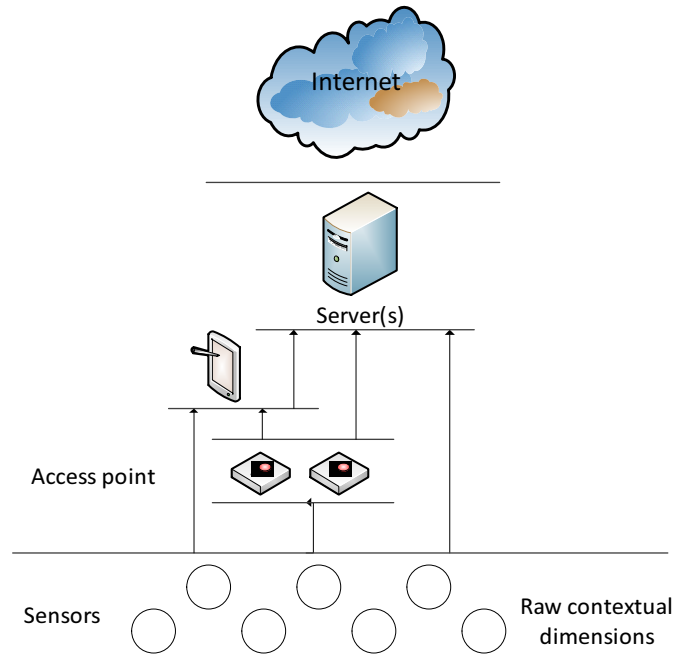 Internet
Server(s)
Access point
Sensors
Raw contextual
dimensions